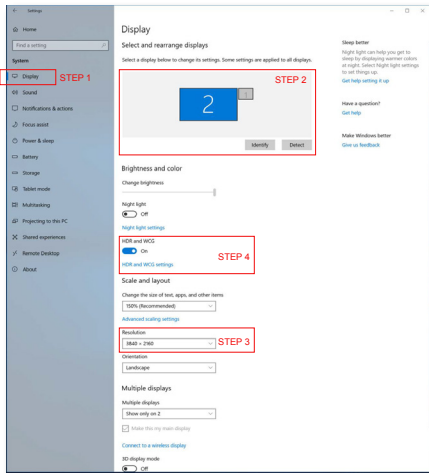 Settings
Home
Find a setting
System
Display
STEP 1
Sound
Notifications & actions
Focus assist
Power & sleep
Battery
Storage
Tablet mode
Multitasking
Projecting to this PC
Shared experiences
Remote Desktop
About
Display
Select and rearrange displays
Select a display below to change its settings. Some settings are applied to all displays.
STEP 2
2
1
Identify
Detect
Brightness and color
Change brightness
Night light
Off
Night light settings
HDR and WCG
On
STEP 4
HDR and WCG settings
Scale and layout
Change the size of text, apps, and other items
150% (Recommended)
Advanced scaling settings
Resolution
3840 × 2160
STEP 3
Orientation
Landscape
Multiple displays
Multiple displays
Show only on 2
Make this my main display
Connect to a wireless display
3D display mode
Off
Sleep better
Night light can help you get to
sleep by displaying warmer colors
at night. Select Night light settings
to set things up.
Get help setting it up
Have a question?
Get help
Make Windows better
Give us feedback